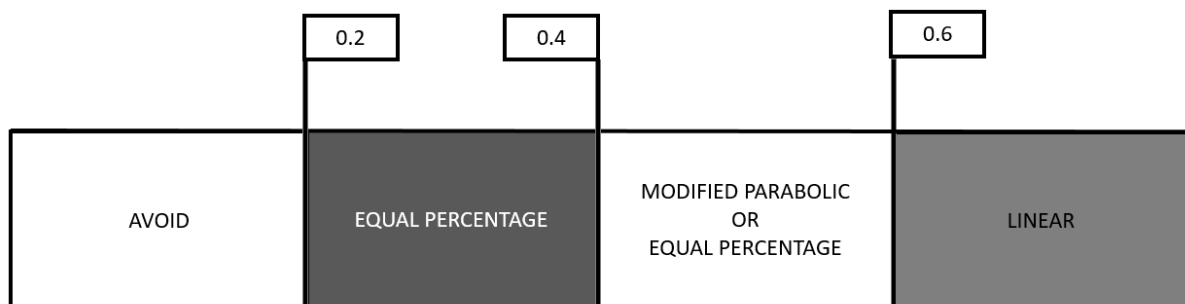 0.2
0.4
0.6
AVOID
EQUAL PERCENTAGE
MODIFIED PARABOLIC
OR
EQUAL PERCENTAGE
LINEAR